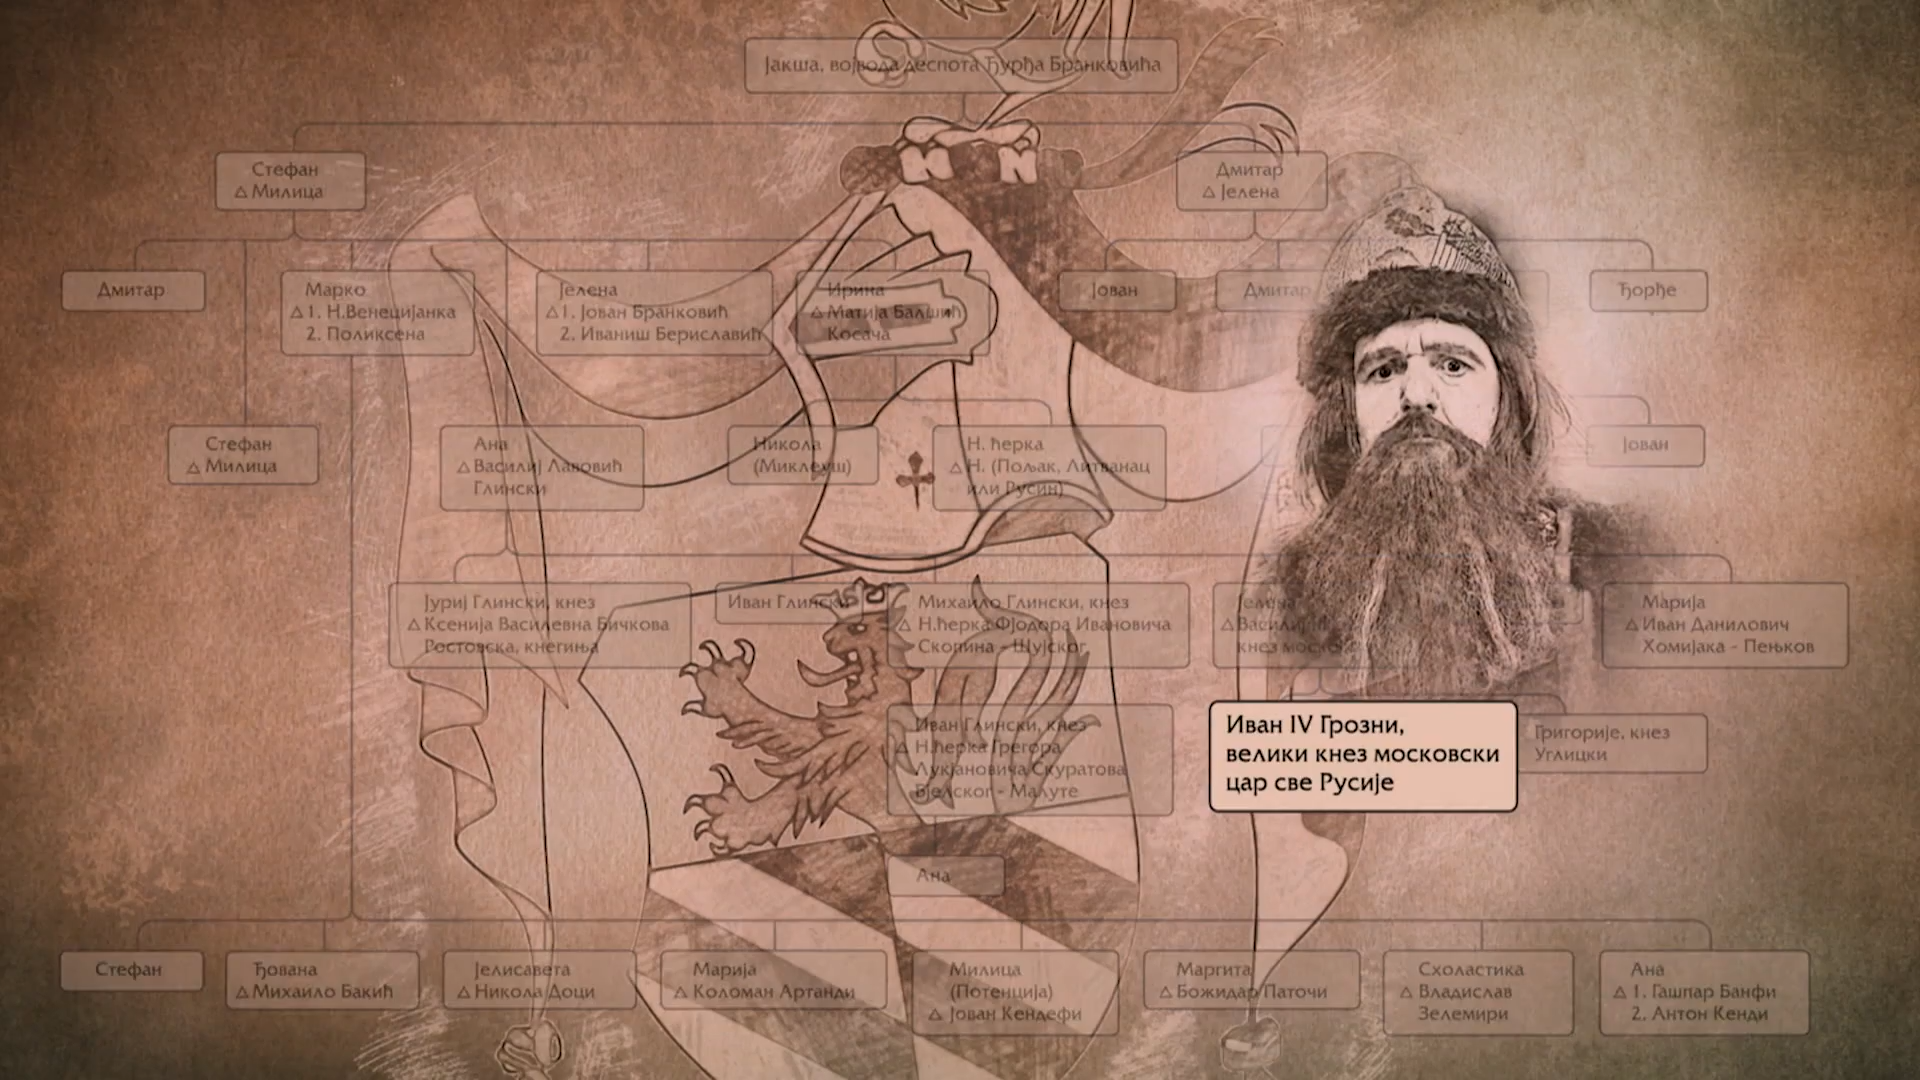 Јакша, војвода деспота Ђурђа Бранковића
Стефан
△ Милица
Дмитар
△ Јелена
Дмитар
Марко
△ 1. Н.Венецијанка
2. Поликсена
Јелена
△ 1. Јован Бранковић
2. Иваниш Бериславић
Ирина
△ Матија Балшић
Косача
Јован
Дмитар
Ђорђе
Стефан
△ Милица
Ана
△ Василиј Лавовић
Глински
Никола
(Миклеуш)
Н. ћерка
△ Н. (Пољак, Литванац
или Русин)
Јован
Јуриј Глински, кнез
△ Ксенија Василевна Бичкова
Ростовска, кнегиња
Иван Глински
Михаило Глински, кнез
△ Н.ћерка Фјодора Ивановича
Скопина - Шујског
Јелена
△
кнез
Марија
△ Иван Данилович
Хомијака - Пењков
Иван Глински, кнез
△ Н.ћерка Грегора
Лукјановича Скуратова
Бјелског - Малуте
Иван IV Грозни,
велики кнез московски
цар све Русије
Григорије, кнез
Углицки
Ана
Стефан
Ђована
△ Михаило Бакић
Јелисавета
△ Никола Доци
Марија
△ Коломан Артанди
Милица
(Потенција)
△ Јован Кендефи
Маргита
△ Божидар Паточи
Схоластика
△ Владислав
Зелемири
Ана
△ 1. Гашпар Банфи
2. Антон Кенди